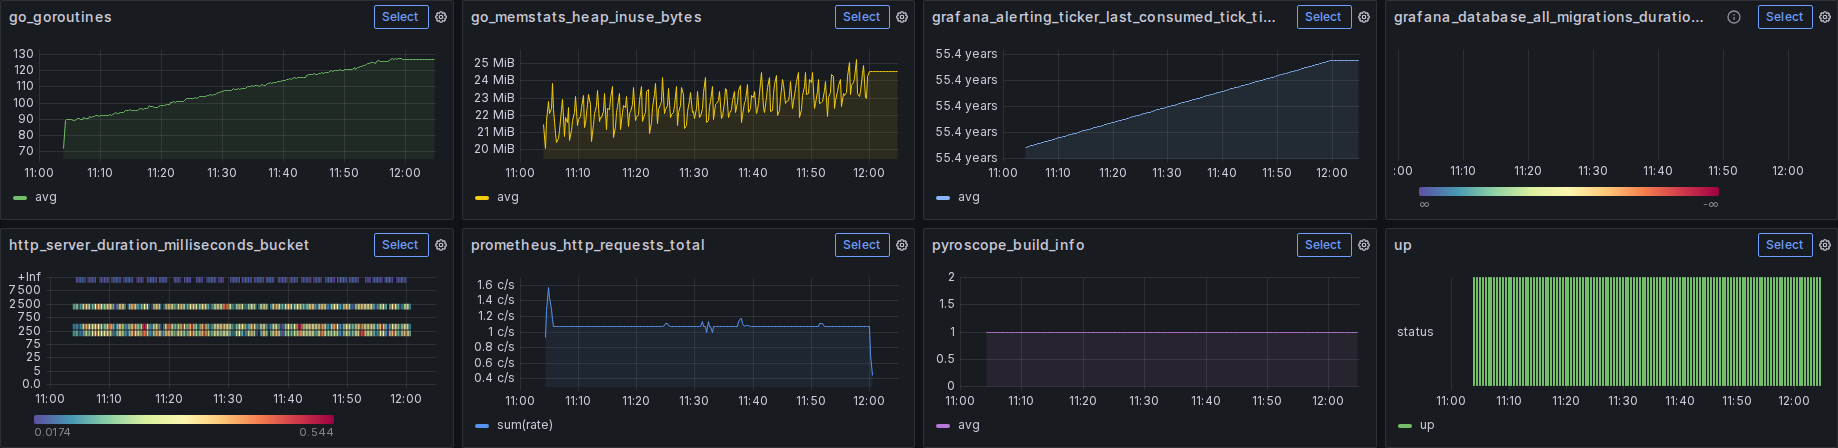 go_goroutines Select
130
120
110
100
90
80
70
11:00 11:10 11:20 11:30 11:40 11:50 12:00
avg
go_memstats_heap_inuse_bytes Select
25 MiB
24 MiB
23 MiB
22 MiB
21 MiB
20 MiB
11:00 11:10 11:20 11:30 11:40 11:50 12:00
avg
grafana_alerting_ticker_last_consumed_tick_ti... Select
55.4 years
55.4 years
55.4 years
55.4 years
55.4 years
11:00 11:10 11:20 11:30 11:40 11:50 12:00
avg
grafana_database_all_migrations_duratio... Select
:00 11:10 11:20 11:30 11:40 11:50 12:00
∞ -∞
http_server_duration_milliseconds_bucket Select
+Inf
7500
2500
750
250
75
25
5
0.0
11:00 11:10 11:20 11:30 11:40 11:50 12:00
0.0174 0.544
prometheus_http_requests_total Select
1.6 c/s
1.4 c/s
1.2 c/s
1 c/s
0.8 c/s
0.6 c/s
0.4 c/s
11:00 11:10 11:20 11:30 11:40 11:50 12:00
sum(rate)
pyroscope_build_info Select
2
1.5
1
0.5
0
11:00 11:10 11:20 11:30 11:40 11:50 12:00
avg
up Select
status
11:00 11:10 11:20 11:30 11:40 11:50 12:00
up